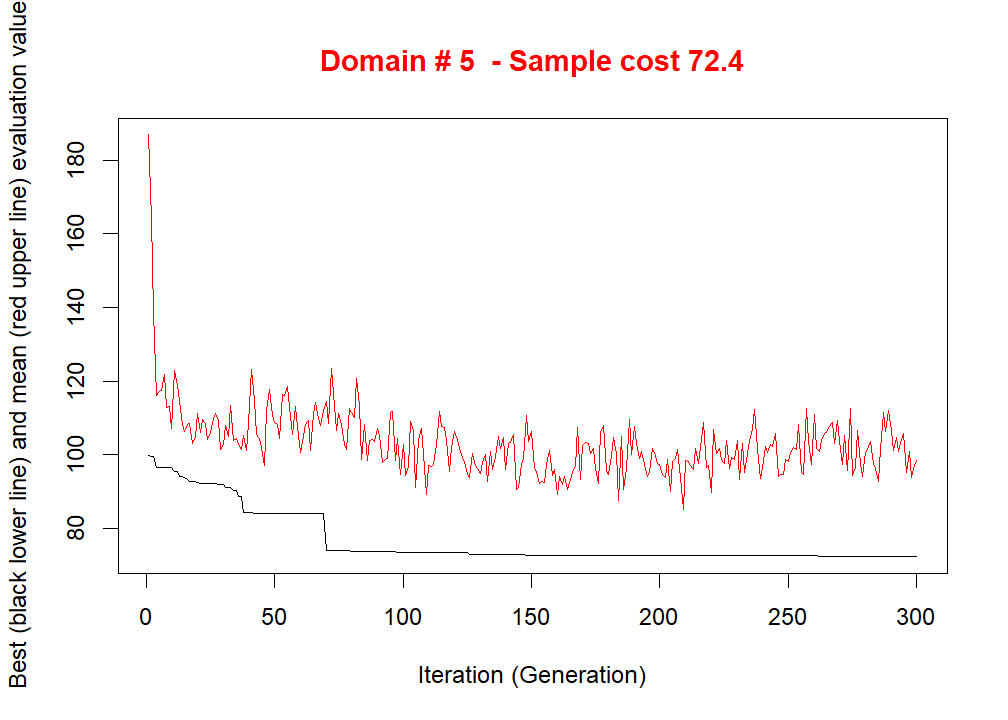 Domain # 5  - Sample cost 72.4
Best (black lower line) and mean (red upper line) evaluation value
180
160
140
120
100
80
0 50 100 150 200 250 300
Iteration (Generation)